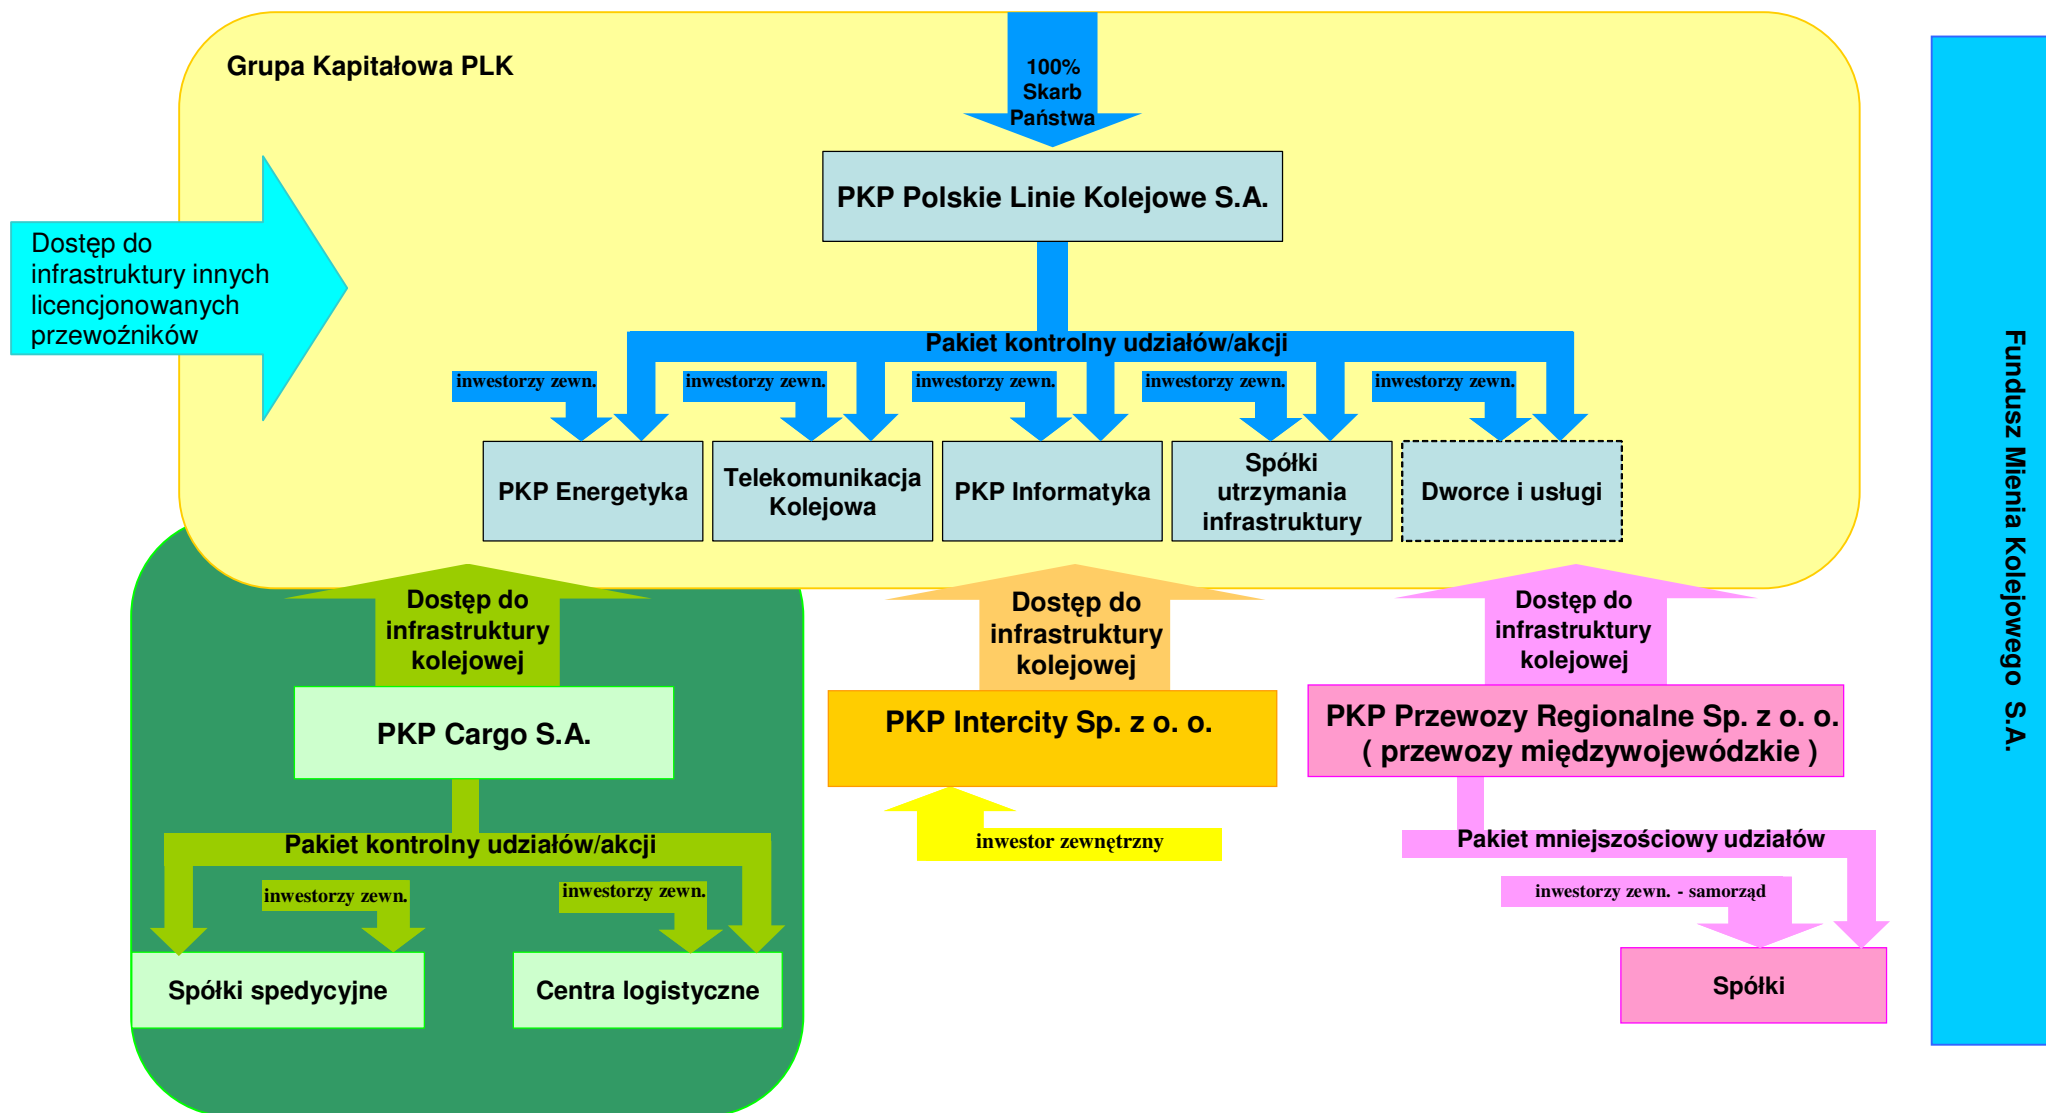 Grupa Kapitałowa PLK
100%
Skarb
Państwa
PKP Polskie Linie Kolejowe S.A.
Dostęp do
infrastruktury innych
licencjonowanych
przewoźników
Pakiet kontrolny udziałów/akcji
inwestorzy zewn.
inwestorzy zewn.
inwestorzy zewn.
inwestorzy zewn.
inwestorzy zewn.
PKP Energetyka
Telekomunikacja
Kolejowa
PKP Informatyka
Spółki
utrzymania
infrastruktury
Dworce i usługi
Dostęp do
infrastruktury
kolejowej
Dostęp do
infrastruktury
kolejowej
Dostęp do
infrastruktury
kolejowej
PKP Cargo S.A.
PKP Intercity Sp. z o. o.
PKP Przewozy Regionalne Sp. z o. o.
( przewozy międzywojewódzkie )
Pakiet kontrolny udziałów/akcji
inwestorzy zewn.
inwestorzy zewn.
Spółki spedycyjne
Centra logistyczne
inwestor zewnętrzny
Pakiet mniejszościowy udziałów
inwestorzy zewn. - samorząd
Spółki
Fundusz Mienia Kolejowego S.A.